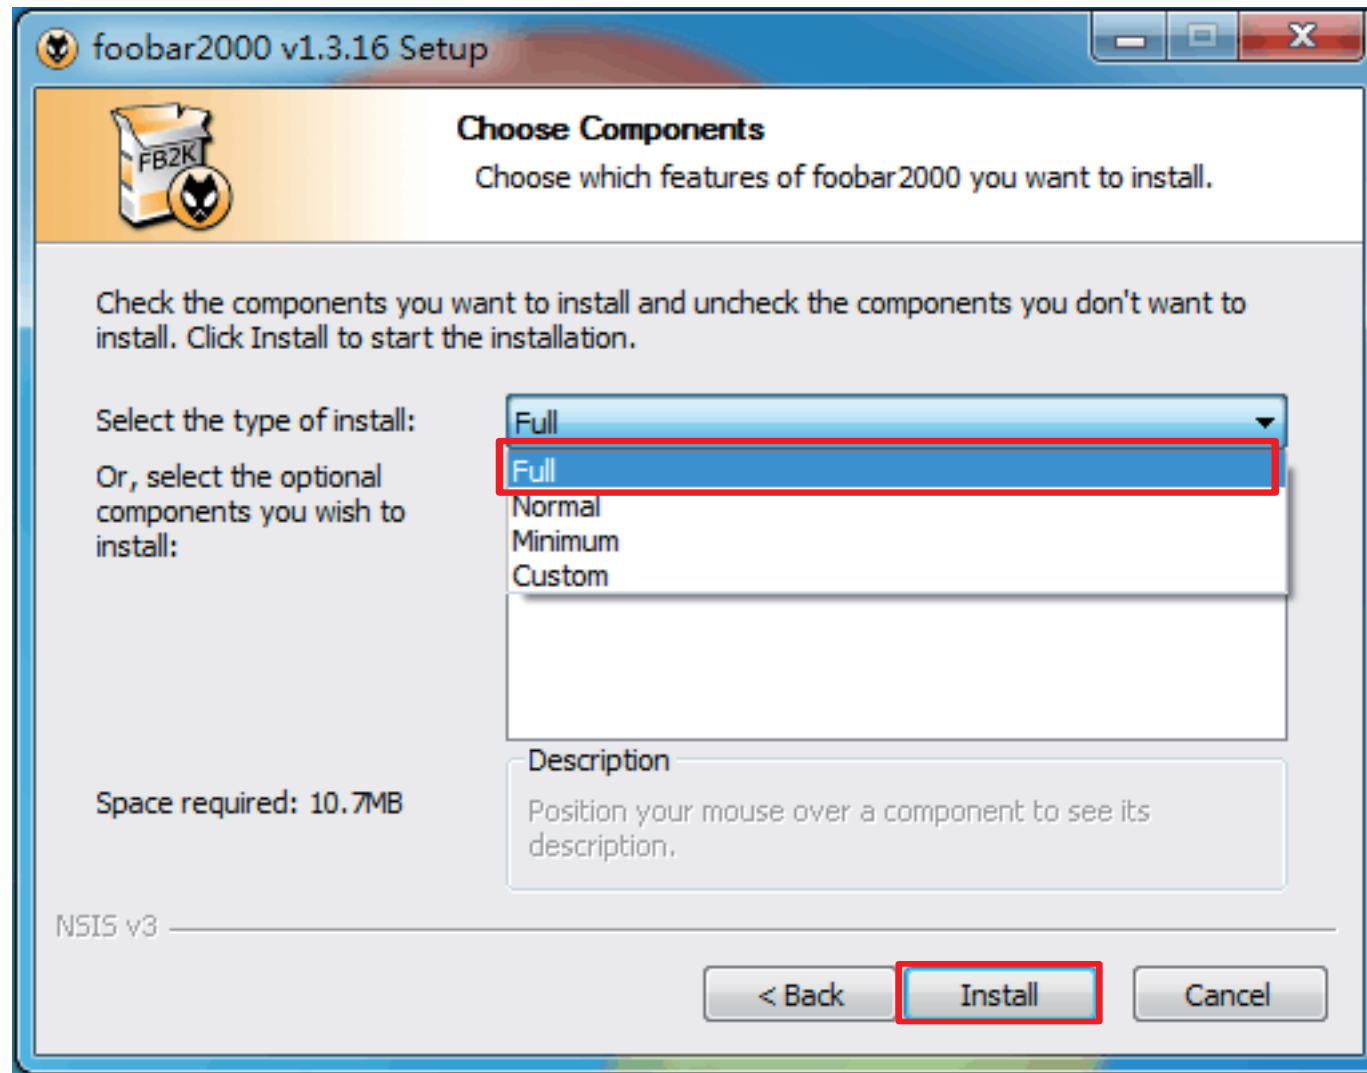 foobar2000 v1.3.16 Setup
FB2K
Choose Components
Choose which features of foobar2000 you want to install.
Check the components you want to install and uncheck the components you don't want to
install. Click Install to start the installation.
Select the type of install:
Full
Full
Or, select the optional
components you wish to
install:
Normal
Minimum
Custom
Description
Space required: 10.7MB
Position your mouse over a component to see its
description.
NSIS v3
< Back
Install
Cancel